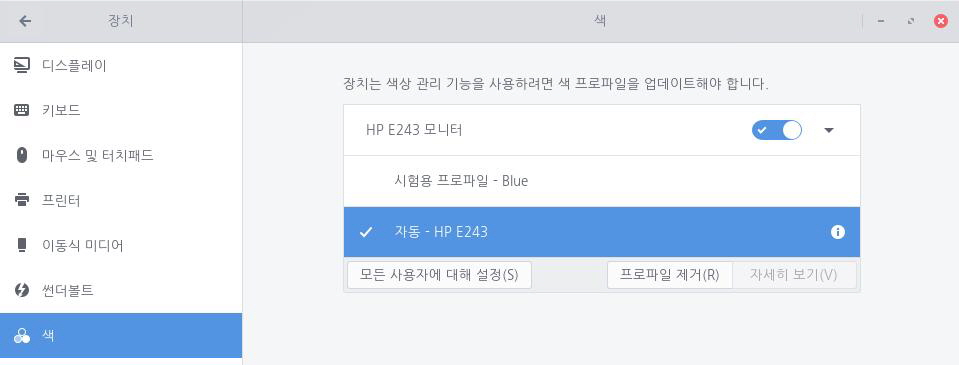 장치
색
디스플레이
키보드
마우스 및 터치패드
프린터
이동식 미디어
썬더볼트
색
장치는 색상 관리 기능을 사용하려면 색 프로파일을 업데이트해야 합니다.
HP E243 모니터
시험용 프로파일 - Blue
자동 - HP E243
모든 사용자에 대해 설정(S)
프로파일 제거(R)
자세히 보기(V)